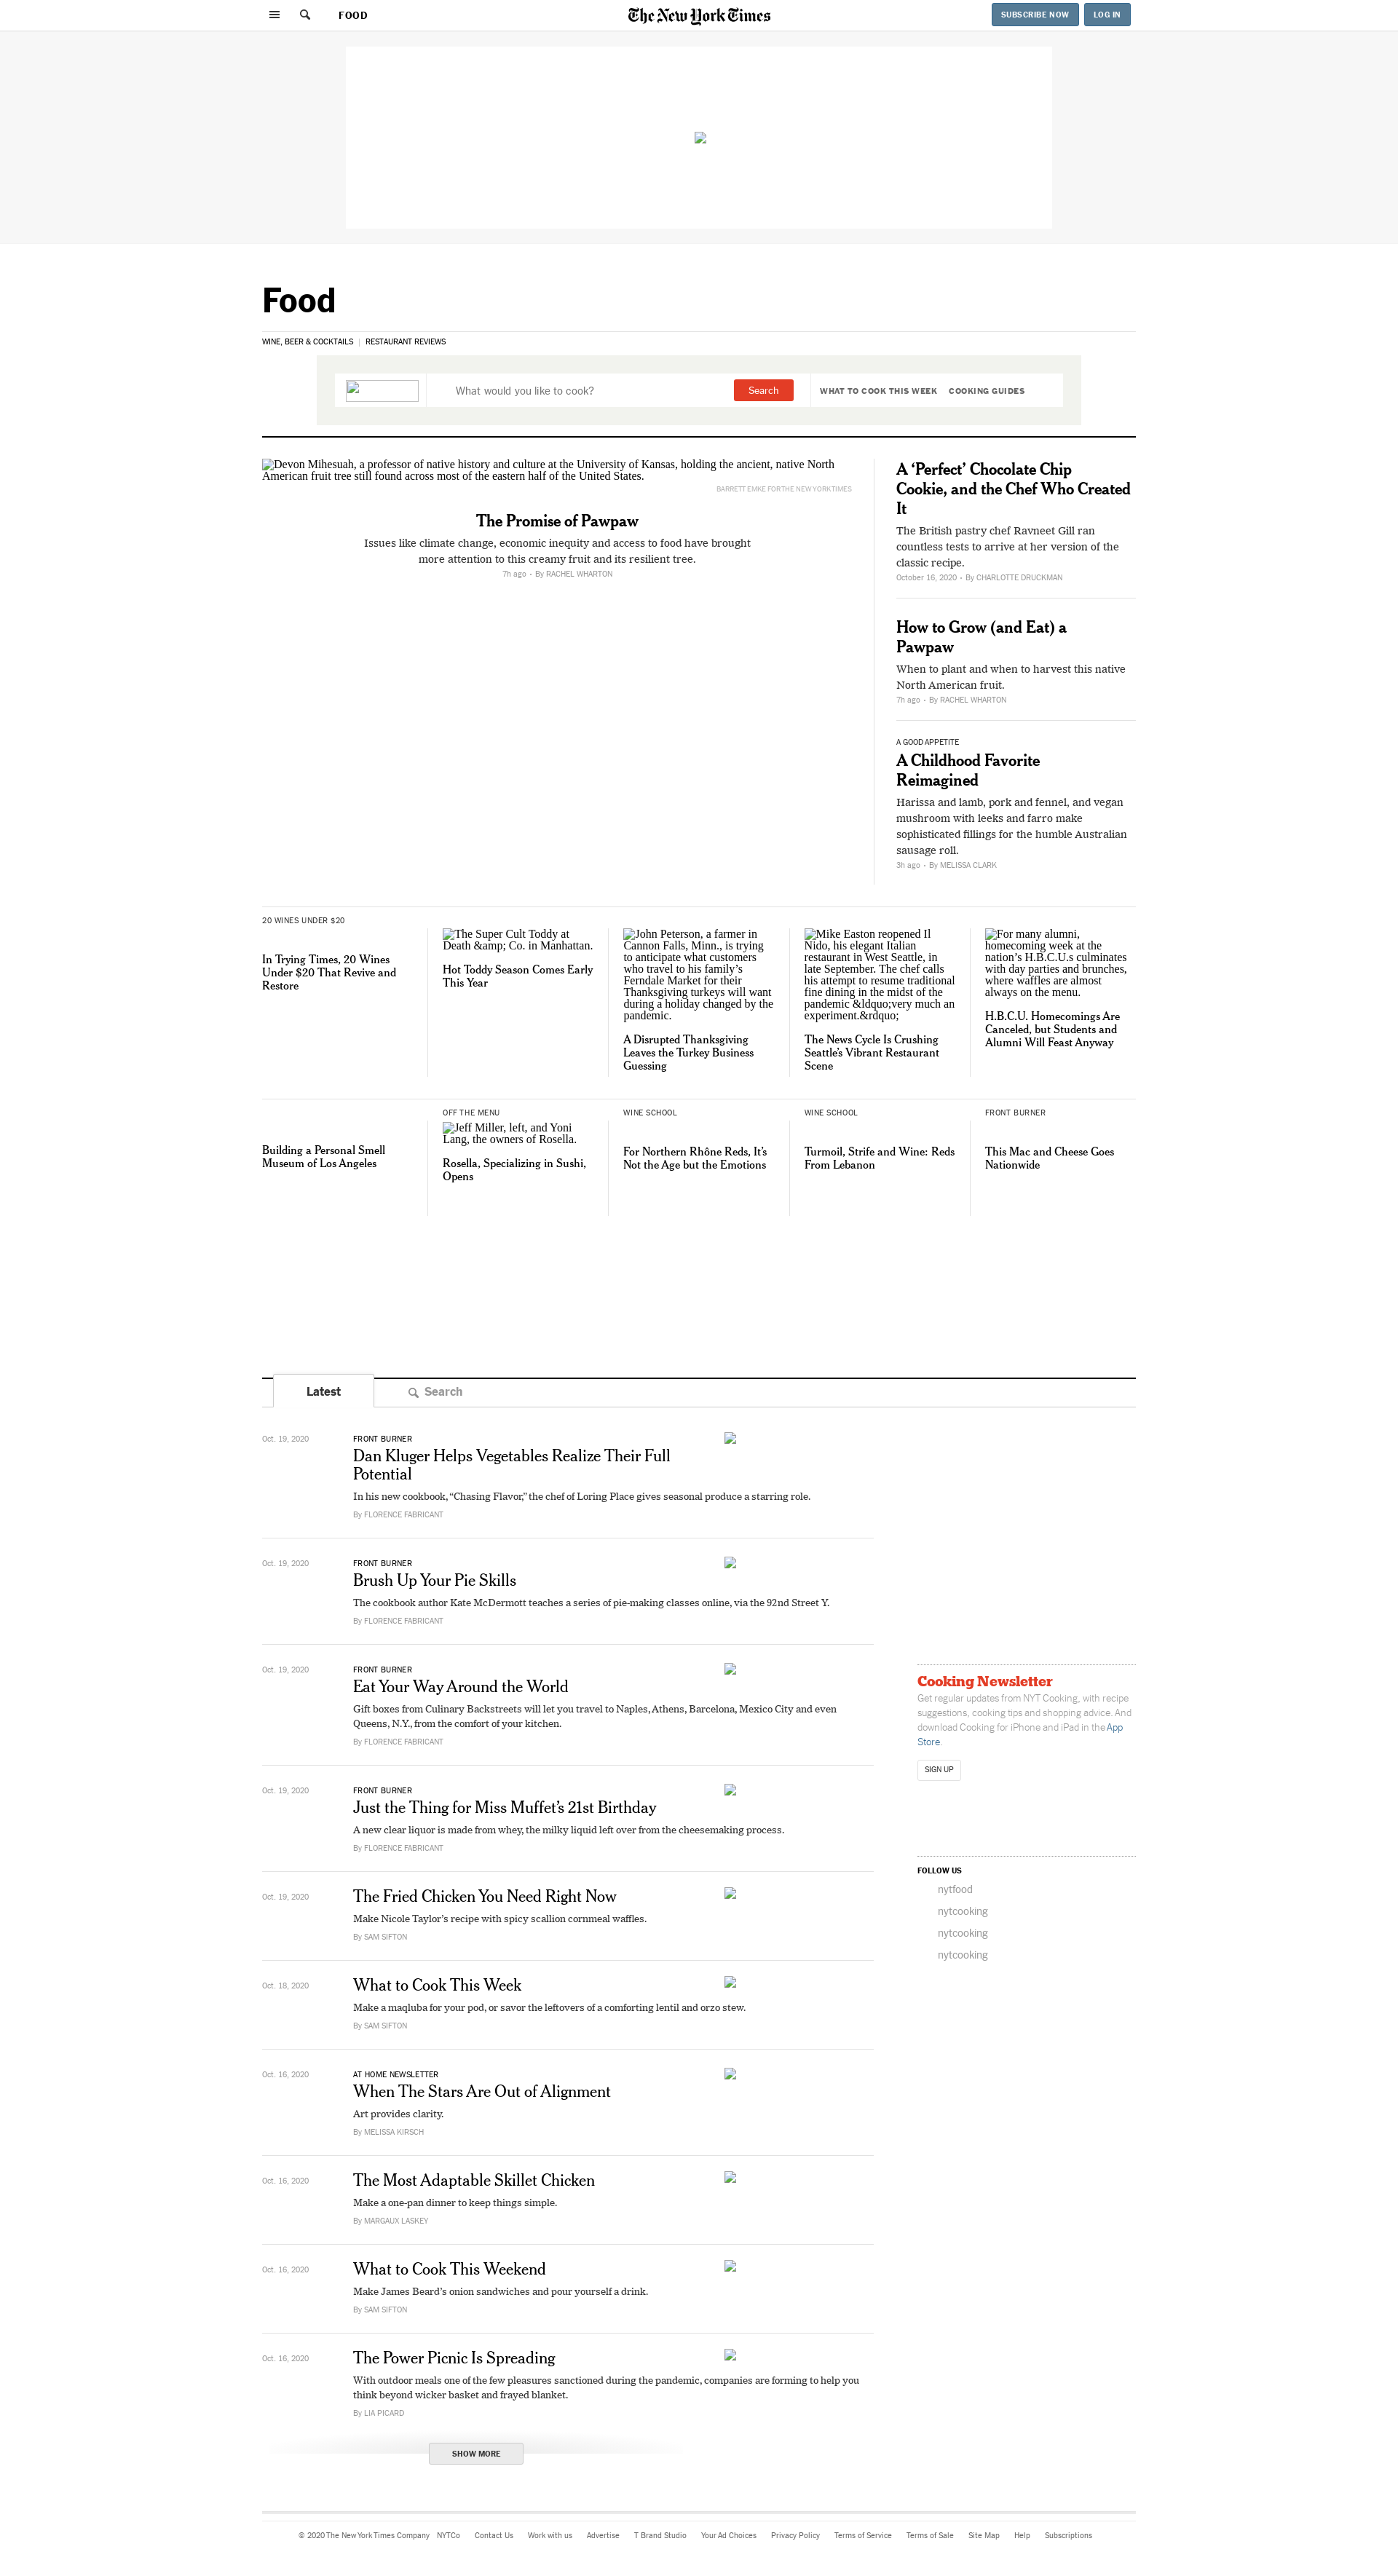 FOOD
The New York Times
SUBSCRIBE NOW
LOG IN
Food
WINE, BEER & COCKTAILS
RESTAURANT REVIEWS
What would you like to cook?
Search
WHAT TO COOK THIS WEEK
COOKING GUIDES
Devon Mihesuah, a professor of native history and culture at the University of Kansas, holding the ancient, native North
American fruit tree still found across most of the eastern half of the United States.
BARRETT EMKE FOR THE NEW YORK TIMES
The Promise of Pawpaw
Issues like climate change, economic inequity and access to food have brought
more attention to this creamy fruit and its resilient tree.
7h ago · By RACHEL WHARTON
A ‘Perfect’ Chocolate Chip
Cookie, and the Chef Who Created
It
The British pastry chef Ravneet Gill ran
countless tests to arrive at her version of the
classic recipe.
October 16, 2020 · By CHARLOTTE DRUCKMAN
How to Grow (and Eat) a
Pawpaw
When to plant and when to harvest this native
North American fruit.
7h ago · By RACHEL WHARTON
A GOOD APPETITE
A Childhood Favorite
Reimagined
Harissa and lamb, pork and fennel, and vegan
mushroom with leeks and farro make
sophisticated fillings for the humble Australian
sausage roll.
3h ago · By MELISSA CLARK
20 WINES UNDER $20
In Trying Times, 20 Wines
Under $20 That Revive and
Restore
The Super Cult Toddy at
Death &amp; Co. in Manhattan.
Hot Toddy Season Comes Early
This Year
John Peterson, a farmer in
Cannon Falls, Minn., is trying
to anticipate what customers
who travel to his family’s
Ferndale Market for their
Thanksgiving turkeys will want
during a holiday changed by the
pandemic.
A Disrupted Thanksgiving
Leaves the Turkey Business
Guessing
Mike Easton reopened Il
Nido, his elegant Italian
restaurant in West Seattle, in
late September. The chef calls
his attempt to resume traditional
fine dining in the midst of the
pandemic &ldquo;very much an
experiment.&rdquo;
The News Cycle Is Crushing
Seattle’s Vibrant Restaurant
Scene
For many alumni,
homecoming week at the
nation’s H.B.C.U.s culminates
with day parties and brunches,
where waffles are almost
always on the menu.
H.B.C.U. Homecomings Are
Canceled, but Students and
Alumni Will Feast Anyway
Building a Personal Smell
Museum of Los Angeles
OFF THE MENU
Jeff Miller, left, and Yoni
Lang, the owners of Rosella.
Rosella, Specializing in Sushi,
Opens
WINE SCHOOL
For Northern Rhône Reds, It’s
Not the Age but the Emotions
WINE SCHOOL
Turmoil, Strife and Wine: Reds
From Lebanon
FRONT BURNER
This Mac and Cheese Goes
Nationwide
Latest
Search
Oct. 19, 2020
FRONT BURNER
Dan Kluger Helps Vegetables Realize Their Full
Potential
In his new cookbook, “Chasing Flavor,” the chef of Loring Place gives seasonal produce a starring role.
By FLORENCE FABRICANT
Oct. 19, 2020
FRONT BURNER
Brush Up Your Pie Skills
The cookbook author Kate McDermott teaches a series of pie-making classes online, via the 92nd Street Y.
By FLORENCE FABRICANT
Oct. 19, 2020
FRONT BURNER
Eat Your Way Around the World
Gift boxes from Culinary Backstreets will let you travel to Naples, Athens, Barcelona, Mexico City and even
Queens, N.Y., from the comfort of your kitchen.
By FLORENCE FABRICANT
Oct. 19, 2020
FRONT BURNER
Just the Thing for Miss Muffet’s 21st Birthday
A new clear liquor is made from whey, the milky liquid left over from the cheesemaking process.
By FLORENCE FABRICANT
Oct. 19, 2020
The Fried Chicken You Need Right Now
Make Nicole Taylor’s recipe with spicy scallion cornmeal waffles.
By SAM SIFTON
Oct. 18, 2020
What to Cook This Week
Make a maqluba for your pod, or savor the leftovers of a comforting lentil and orzo stew.
By SAM SIFTON
Oct. 16, 2020
AT HOME NEWSLETTER
When The Stars Are Out of Alignment
Art provides clarity.
By MELISSA KIRSCH
Oct. 16, 2020
The Most Adaptable Skillet Chicken
Make a one-pan dinner to keep things simple.
By MARGAUX LASKEY
Oct. 16, 2020
What to Cook This Weekend
Make James Beard’s onion sandwiches and pour yourself a drink.
By SAM SIFTON
Oct. 16, 2020
The Power Picnic Is Spreading
With outdoor meals one of the few pleasures sanctioned during the pandemic, companies are forming to help you
think beyond wicker basket and frayed blanket.
By LIA PICARD
SHOW MORE
Cooking Newsletter
Get regular updates from NYT Cooking, with recipe
suggestions, cooking tips and shopping advice. And
download Cooking for iPhone and iPad in the App
Store.
SIGN UP
FOLLOW US
nytfood
nytcooking
nytcooking
nytcooking
© 2020 The New York Times Company NYTCo Contact Us Work with us Advertise T Brand Studio Your Ad Choices Privacy Policy Terms of Service Terms of Sale Site Map Help Subscriptions